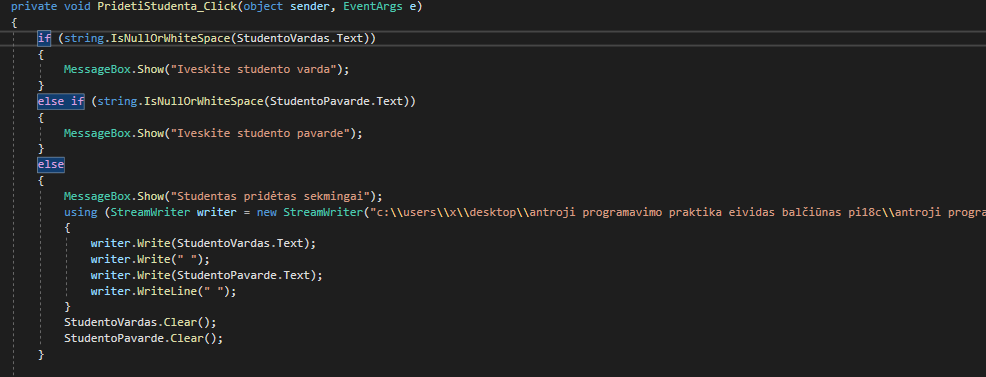 private void PridetiStudenta_Click(object sender, EventArgs e)
{
if (string.IsNullOrWhiteSpace(StudentoVardas.Text))
{
MessageBox.Show("Iveskite studento varda");
}
else if (string.IsNullOrWhiteSpace(StudentoPavarde.Text))
{
MessageBox.Show("Iveskite studento pavarde");
}
else
{
MessageBox.Show("Studentas pridėtas sekmingai");
using (StreamWriter writer = new StreamWriter("c:\\users\\x\\desktop\\antroji programavimo praktika eividas balčiūnas pi18c\\antroji progra
{
writer.Write(StudentoVardas.Text);
writer.Write(" ");
writer.Write(StudentoPavarde.Text);
writer.WriteLine(" ");
}
StudentoVardas.Clear();
StudentoPavarde.Clear();
}